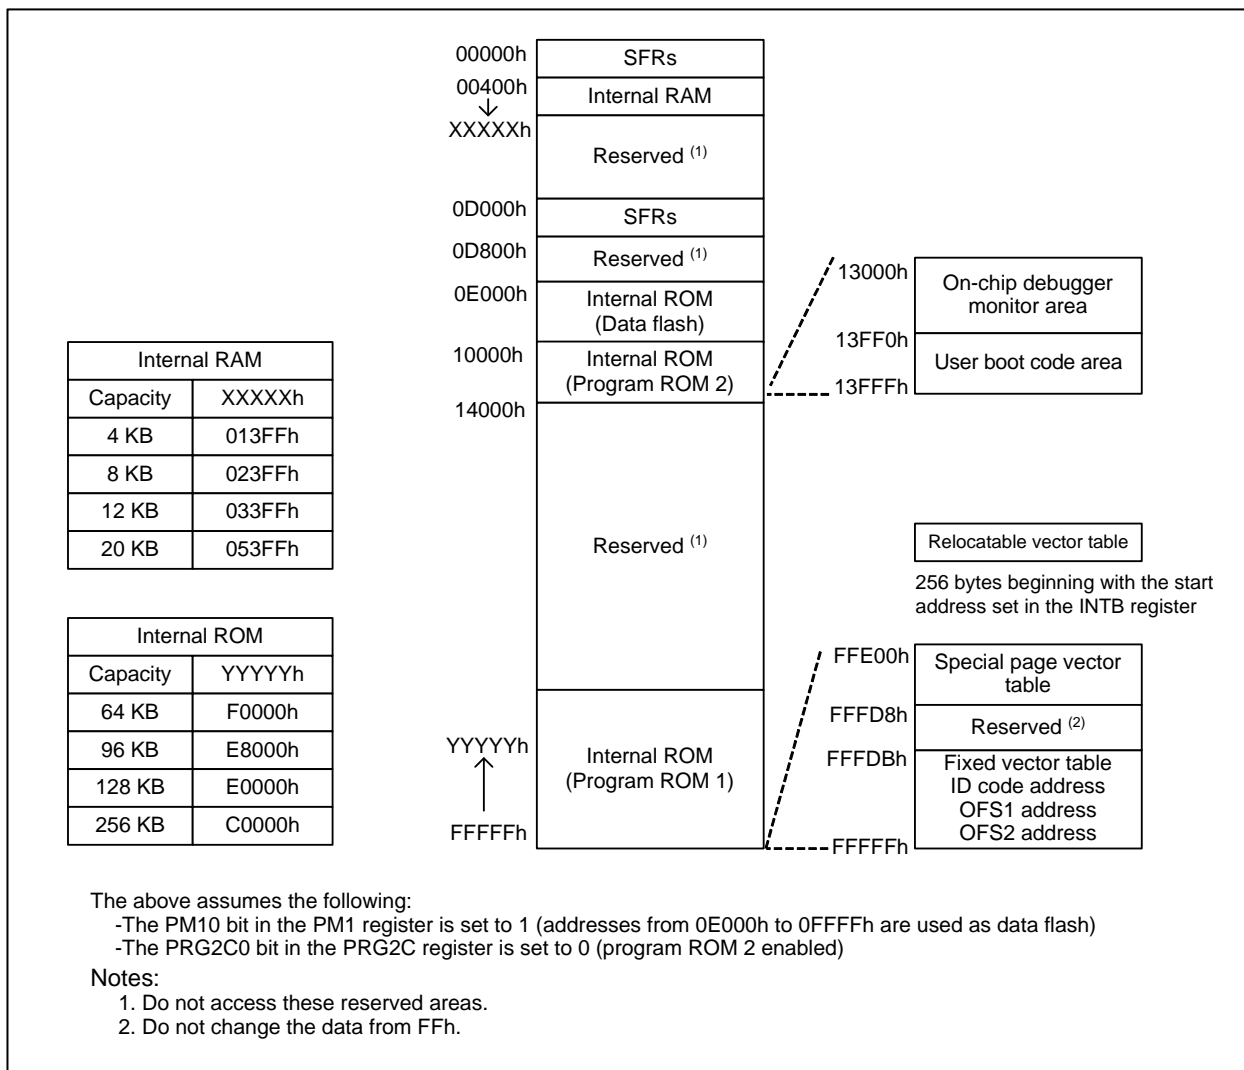 00000h
SFRs
00400h
Internal RAM
XXXXXh
Reserved (1)
0D000h
SFRs
0D800h
Reserved (1)
0E000h
Internal ROM
(Data flash)
10000h
Internal ROM
(Program ROM 2)
14000h
Reserved (1)
YYYYYh
Internal ROM
(Program ROM 1)
FFFFFh
13000h
On-chip debugger
monitor area
13FF0h
User boot code area
13FFFh
Relocatable vector table
256 bytes beginning with the start
address set in the INTB register
FFE00h
Special page vector
table
FFFD8h
Reserved (2)
FFFDBh
Fixed vector table
ID code address
OFS1 address
OFS2 address
FFFFFh
Internal RAM
Capacity XXXXXh
4 KB 013FFh
8 KB 023FFh
12 KB 033FFh
20 KB 053FFh
Internal ROM
Capacity YYYYYh
64 KB F0000h
96 KB E8000h
128 KB E0000h
256 KB C0000h
The above assumes the following:
-The PM10 bit in the PM1 register is set to 1 (addresses from 0E000h to 0FFFFh are used as data flash)
-The PRG2C0 bit in the PRG2C register is set to 0 (program ROM 2 enabled)
Notes:
1. Do not access these reserved areas.
2. Do not change the data from FFh.